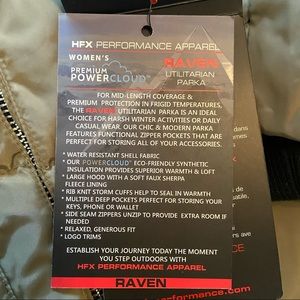 HFX PERFORMANCE APPAREL
WOMEN'S
PREMIUM
POWERCLOUD™
RAVEN
UTILITARIAN
PARKA
FOR MID-LENGTH COVERAGE &
PREMIUM PROTECTION IN FRIGID TEMPERATURES,
THE RAVEN UTILITARIAN PARKA IS AN IDEAL
CHOICE FOR HARSH WINTER ACTIVITIES OR DAILY
CASUAL WEAR. OUR CHIC & MODERN PARKA
FEATURES FUNCTIONAL ZIPPER POCKETS THAT ARE
PERFECT FOR STORING ALL OF YOUR ACCESSORIES.
* WATER RESISTANT SHELL FABRIC
* OUR POWERCLOUD™ ECO-FRIENDLY SYNTHETIC
INSULATION PROVIDES SUPERIOR WARMTH & LOFT
* LARGE HOOD WITH A SOFT FAUX SHERPA
FLEECE LINING
* RIB KNIT STORM CUFFS HELP TO SEAL IN WARMTH
* MULTIPLE DEEP POCKETS PERFECT FOR STORING YOUR
KEYS, PHONE OR WALLET
* SIDE SEAM ZIPPERS UNZIP TO PROVIDE EXTRA ROOM IF
NEEDED
* RELAXED, GENEROUS FIT
* LOGO TRIMS
ESTABLISH YOUR JOURNEY TODAY THE MOMENT
YOU STEP OUTDOORS WITH
HFX PERFORMANCE APPAREL
RAVEN